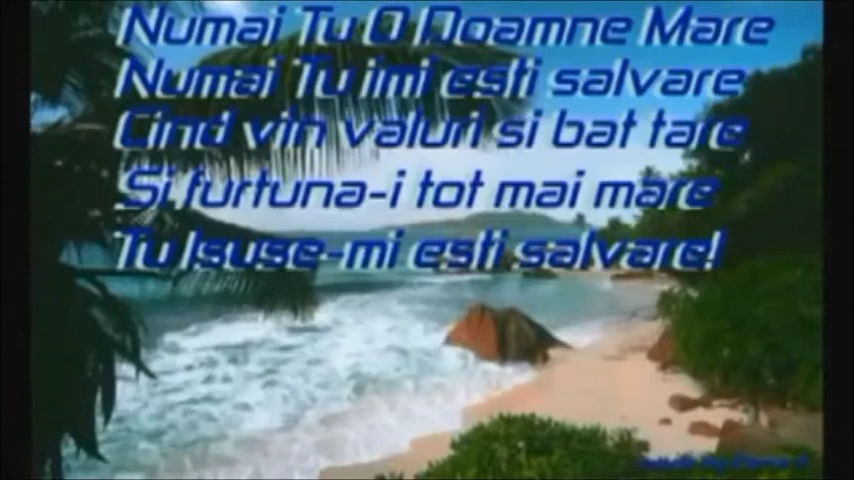 Numai Tu O Doamne Mare
Numai Tu imi esti salvare
Cind vin valuri si bat tare
Si furtuna-i tot mai mare
Tu Isuse-mi esti salvare!